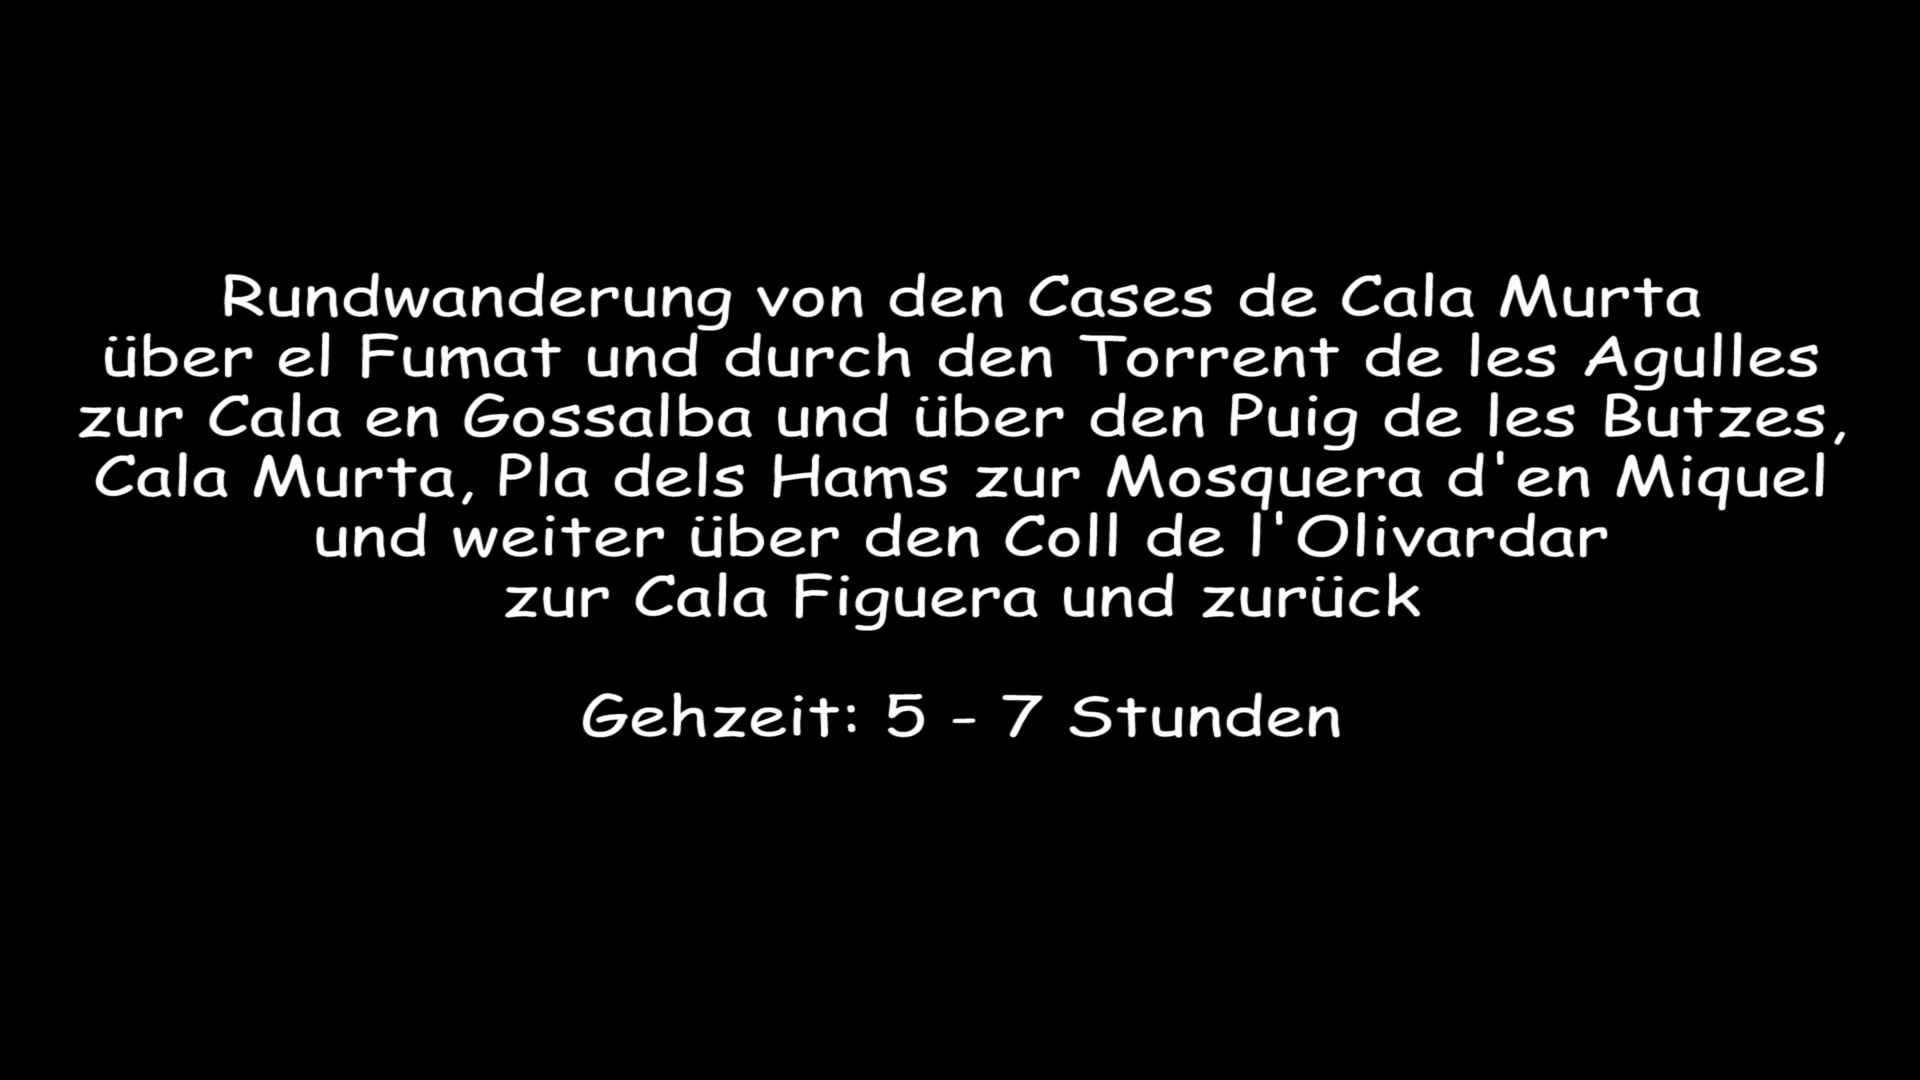 Rundwanderung von den Cases de Cala Murta
über el Fumat und durch den Torrent de les Agulles
zur Cala en Gossalba und über den Puig de les Butzes,
Cala Murta, Pla dels Hams zur Mosquera d'en Miquel
und weiter über den Coll de l'Olivardar
zur Cala Figuera und zurück
Gehzeit: 5 - 7 Stunden